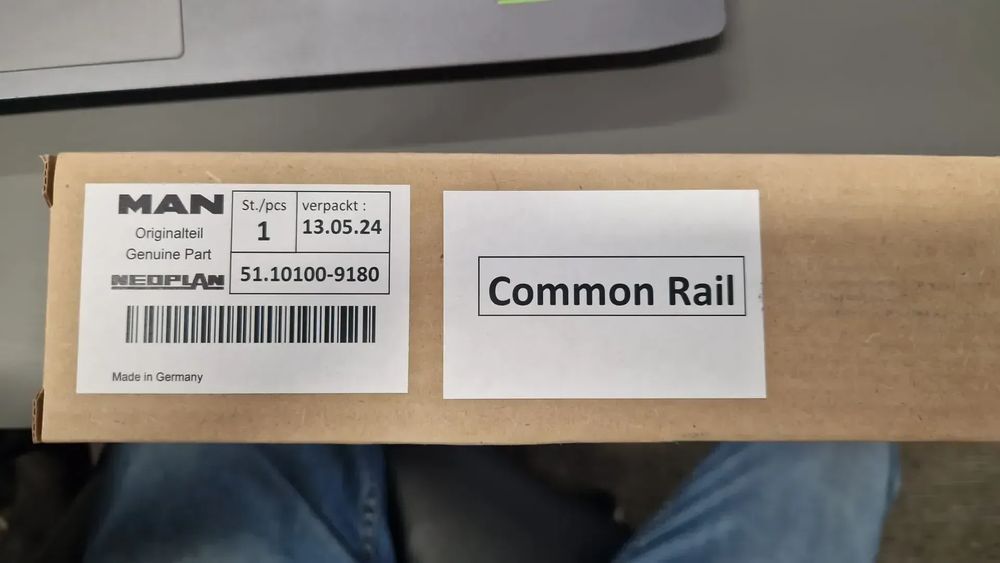 MAN
Originalteil
Genuine Part
NEOPLAN
St./pcs
1
verpackt :
13.05.24
51.10100-9180
Made in Germany
Common Rail